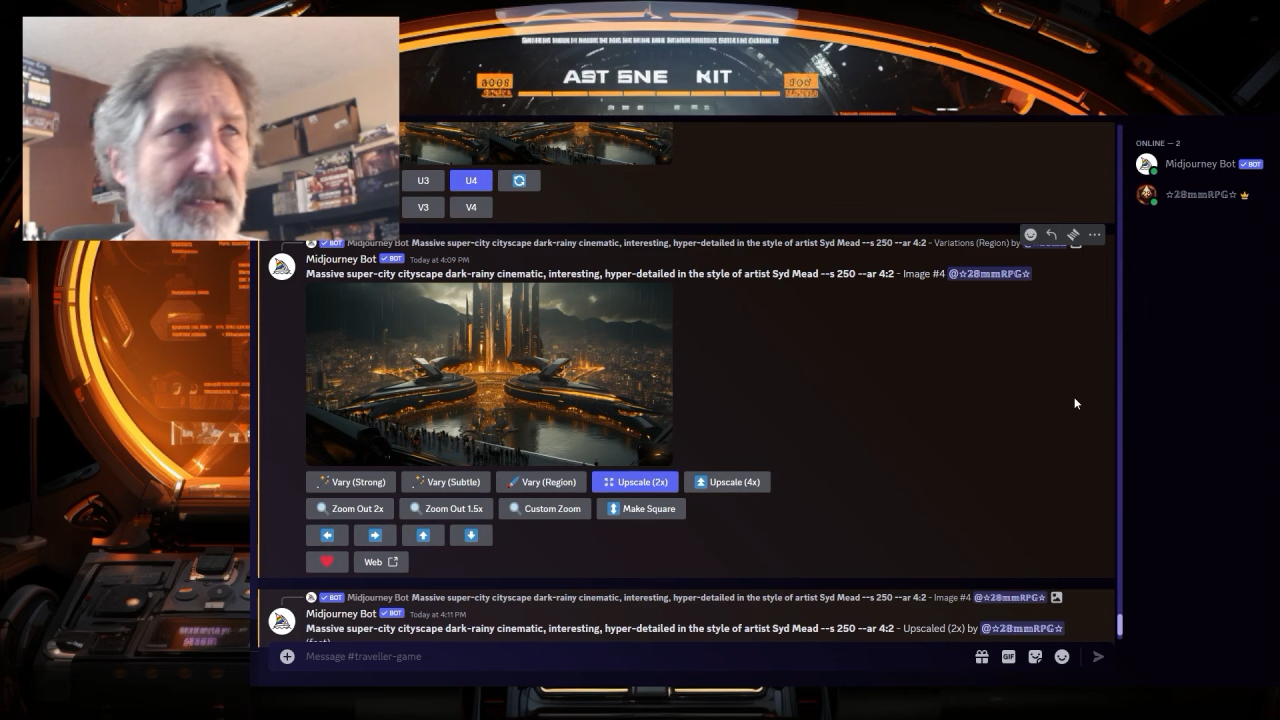 AST SNE KIT
ONLINE — 2
Midjourney Bot ✓ BOT
☆28mmRPG☆
U3 U4
V3 V4
BOT Midjourney Bot Massive super-city cityscape dark-rainy cinematic, interesting, hyper-detailed in the style of artist Syd Mead --s 250 --ar 4:2 - Variations (Region) by
Midjourney Bot ✓ BOT Today at 4:09 PM
Massive super-city cityscape dark-rainy cinematic, interesting, hyper-detailed in the style of artist Syd Mead --s 250 --ar 4:2 - Image #4 @☆28mmRPG☆
Vary (Strong) Vary (Subtle) Vary (Region) Upscale (2x) Upscale (4x)
Zoom Out 2x Zoom Out 1.5x Custom Zoom Make Square
Web
✓ BOT Midjourney Bot Massive super-city cityscape dark-rainy cinematic, interesting, hyper-detailed in the style of artist Syd Mead --s 250 --ar 4:2 - Image #4 @☆28mmRPG☆
Midjourney Bot ✓ BOT Today at 4:11 PM
Massive super-city cityscape dark-rainy cinematic, interesting, hyper-detailed in the style of artist Syd Mead --s 250 --ar 4:2 - Upscaled (2x) by @☆28mmRPG☆
(fast)
Message #traveller-game
GIF